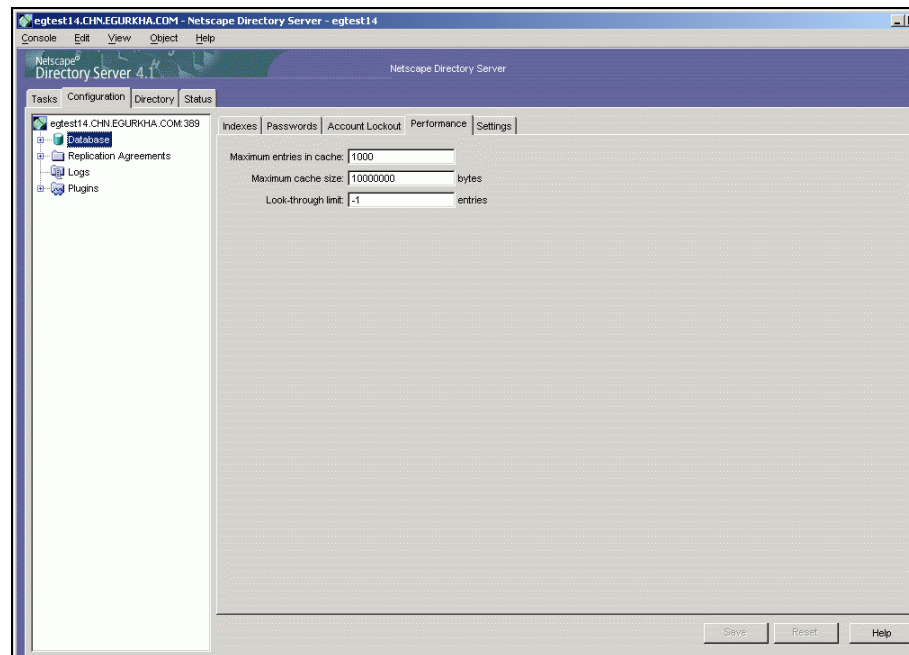 egtest14.CHN.EGURKHA.COM - Netscape Directory Server - egtest14
Console Edit View Object Help
Netscape®
Directory Server 4.1
Netscape Directory Server
Tasks Configuration Directory Status
egtest14.CHN.EGURKHA.COM:389
Database
Replication Agreements
Logs
Plugins
Indexes Passwords Account Lockout Performance Settings
Maximum entries in cache: 1000
Maximum cache size: 10000000 bytes
Look-through limit: -1 entries
Save Reset Help